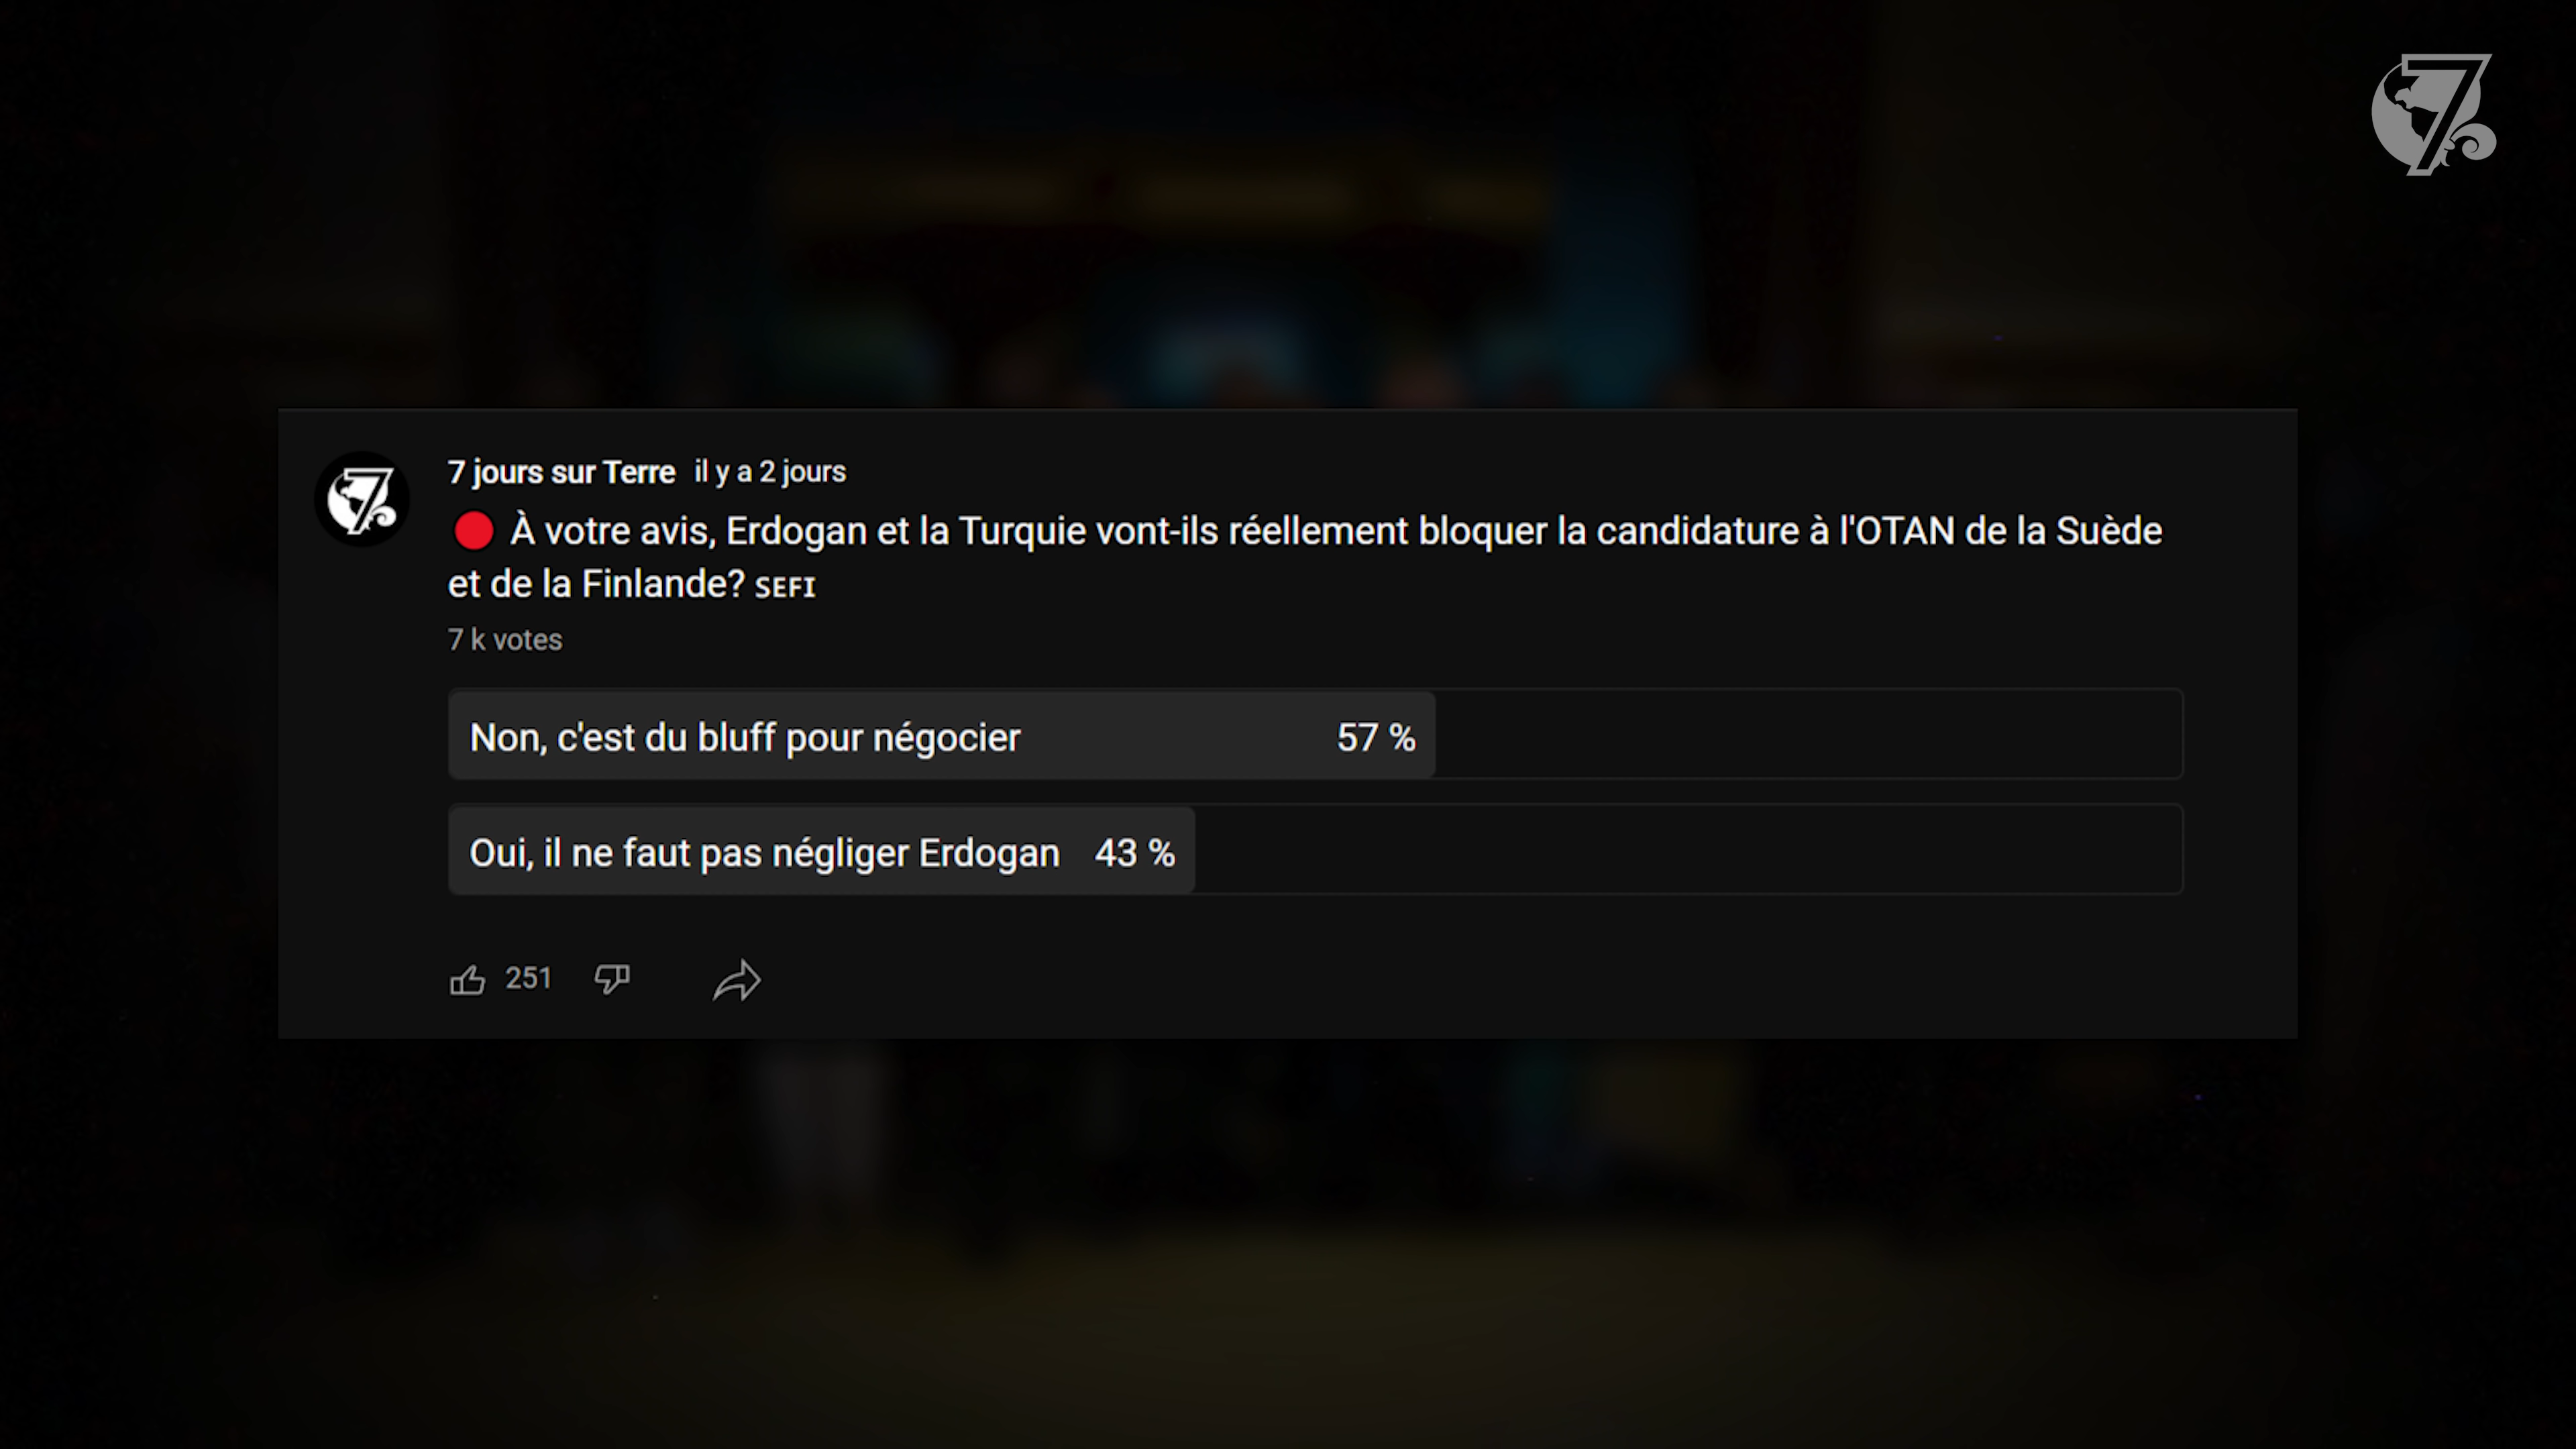 7
7
7 jours sur Terre il y a 2 jours
🔴 À votre avis, Erdogan et la Turquie vont-ils réellement bloquer la candidature à l'OTAN de la Suède
et de la Finlande? SEFI
7 k votes
Non, c'est du bluff pour négocier 57 %
Oui, il ne faut pas négliger Erdogan 43 %
251